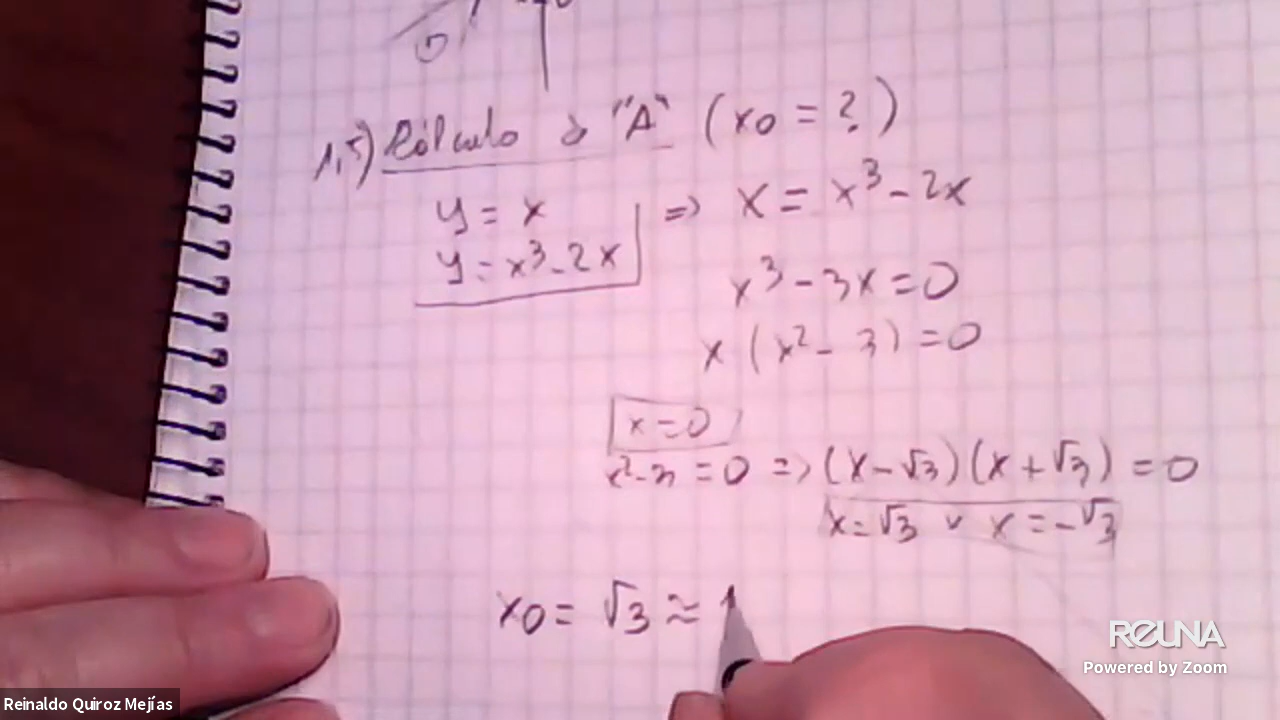 1,5) Cálculo d "A" (x0 = ?)
y = x => x = x³ - 2x
y = x³ - 2x
x³ - 3x = 0
x (x² - 3) = 0
x = 0
x² - 3 = 0 => (x - √3)(x + √3) = 0
x = √3 v x = -√3
x0 = √3 ≈ 1
REUNA
Powered by Zoom
Reinaldo Quiroz Mejías